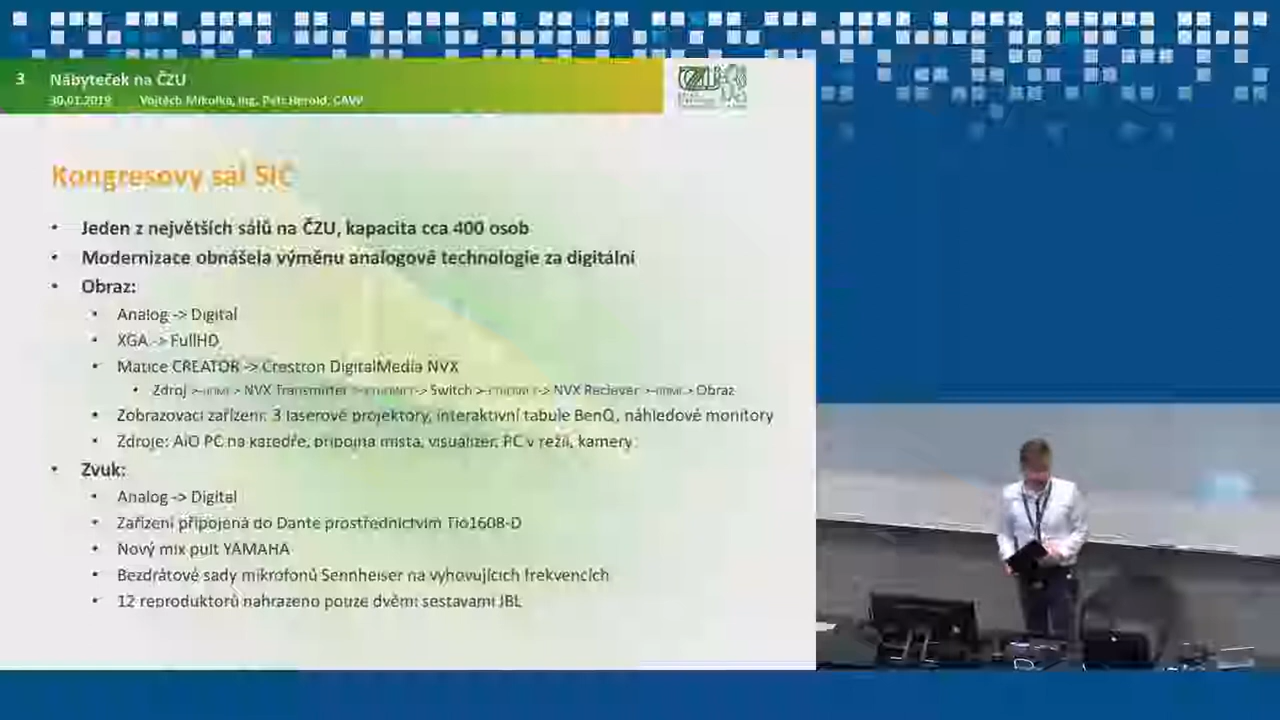 3 Nábyteček na ČZU
30.01.2019 Vojtěch Mikolka, Ing. Petr Herold, CAVP
Kongresový sál SIC
• Jeden z největších sálů na ČZU, kapacita cca 400 osob
• Modernizace obnášela výměnu analogové technologie za digitální
• Obraz:
• Analog -> Digital
• XGA -> FullHD
• Matice CREATOR -> Crestron DigitalMedia NVX
• Zdroj >-HDMI-> NVX Transmitter >-ETHERNET-> Switch >-ETHERNET-> NVX Reciever >-HDMI-> Obraz
• Zobrazovací zařízení: 3 laserové projektory, interaktivní tabule BenQ, náhledové monitory
• Zdroje: AiO PC na katedře, přípojná místa, visualizer, PC v režii, kamery
• Zvuk:
• Analog -> Digital
• Zařízení připojená do Dante prostřednictvím Tio1608-D
• Nový mix pult YAMAHA
• Bezdrátové sady mikrofonů Sennheiser na vyhovujících frekvencích
• 12 reproduktorů nahrazeno pouze dvěmi sestavami JBL